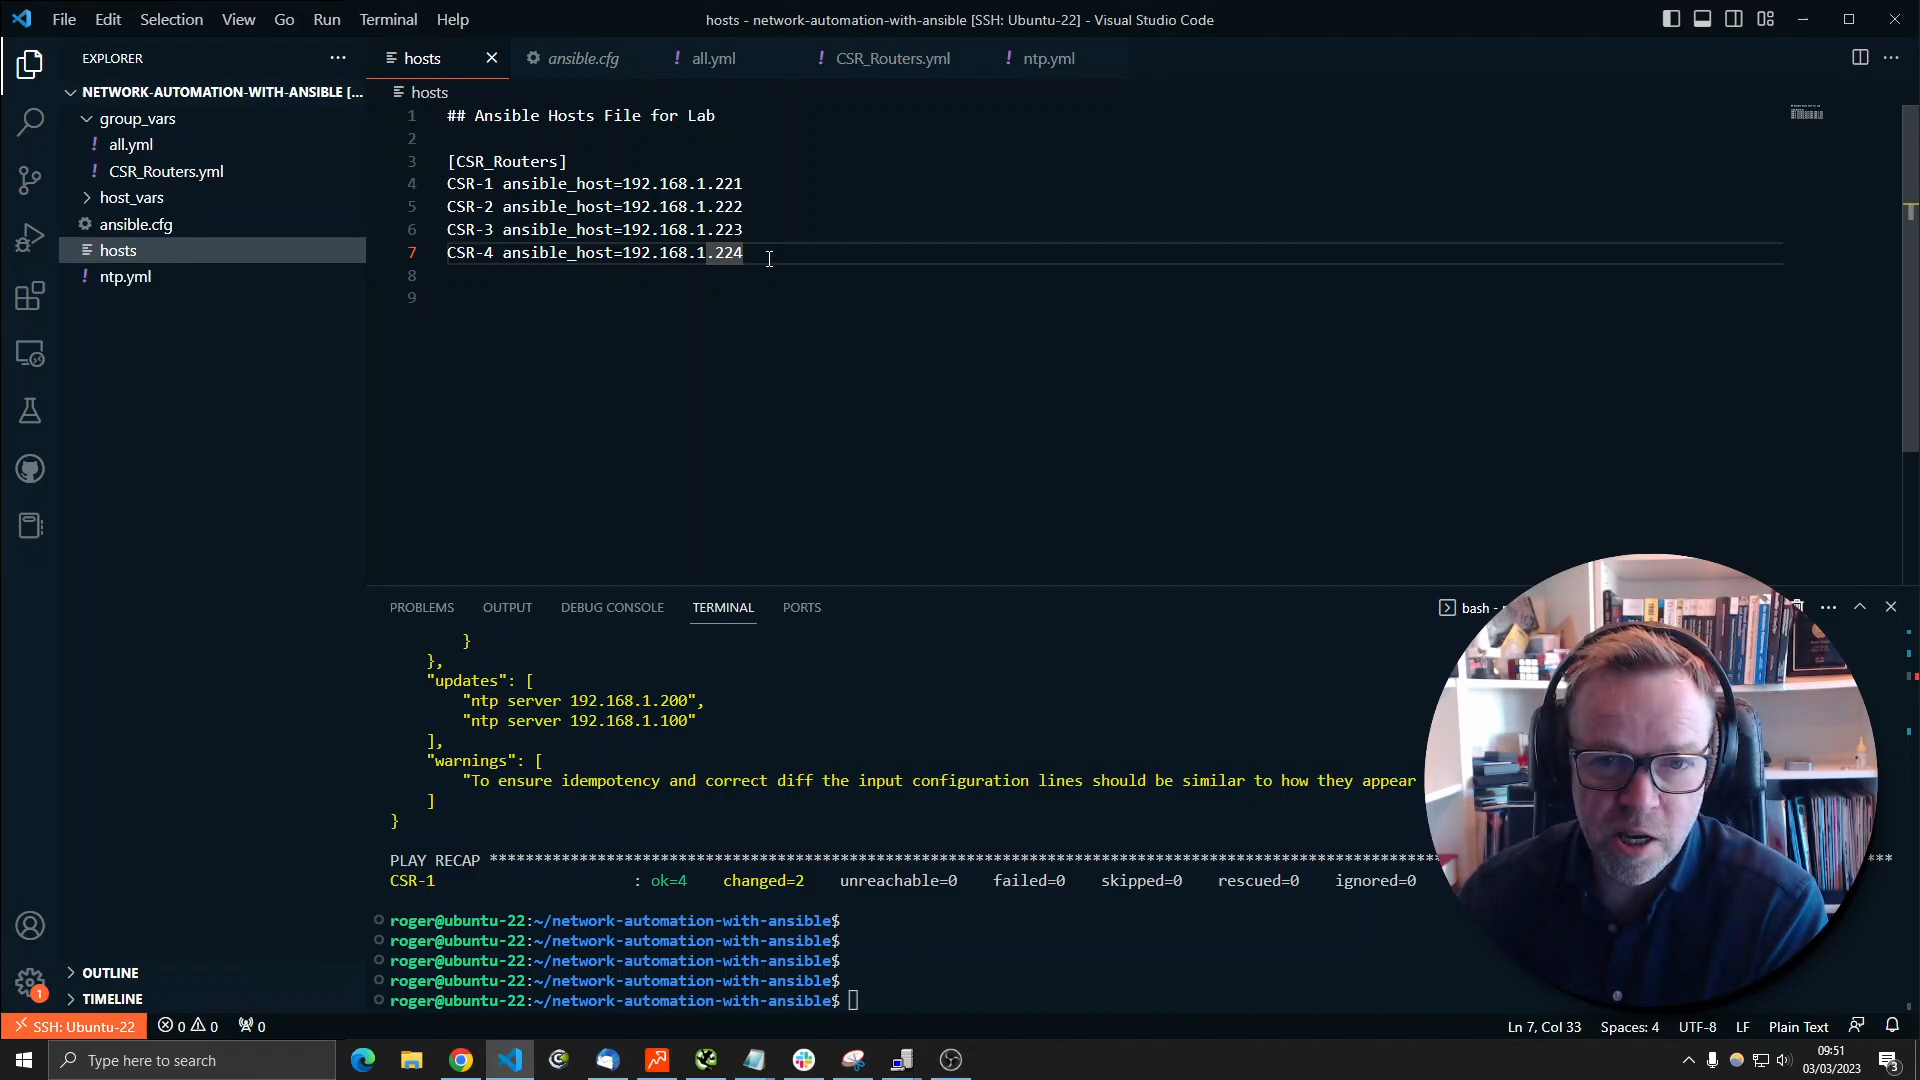 File Edit Selection View Go Run Terminal Help
hosts - network-automation-with-ansible [SSH: Ubuntu-22] - Visual Studio Code
EXPLORER
NETWORK-AUTOMATION-WITH-ANSIBLE [...
group_vars
! all.yml
! CSR_Routers.yml
host_vars
ansible.cfg
hosts
! ntp.yml
OUTLINE
TIMELINE
hosts
ansible.cfg
! all.yml
! CSR_Routers.yml
! ntp.yml
hosts
1 ## Ansible Hosts File for Lab
2
3 [CSR_Routers]
4 CSR-1 ansible_host=192.168.1.221
5 CSR-2 ansible_host=192.168.1.222
6 CSR-3 ansible_host=192.168.1.223
7 CSR-4 ansible_host=192.168.1.224
8
9
PROBLEMS OUTPUT DEBUG CONSOLE TERMINAL PORTS
bash -
}
},
"updates": [
"ntp server 192.168.1.200",
"ntp server 192.168.1.100"
],
"warnings": [
"To ensure idempotency and correct diff the input configuration lines should be similar to how they appear
]
}
PLAY RECAP **********************************************************************************************************
CSR-1 : ok=4 changed=2 unreachable=0 failed=0 skipped=0 rescued=0 ignored=0
roger@ubuntu-22:~/network-automation-with-ansible$
roger@ubuntu-22:~/network-automation-with-ansible$
roger@ubuntu-22:~/network-automation-with-ansible$
roger@ubuntu-22:~/network-automation-with-ansible$
roger@ubuntu-22:~/network-automation-with-ansible$
1
SSH: Ubuntu-22 0 0 0
Ln 7, Col 33 Spaces: 4 UTF-8 LF Plain Text
Type here to search
09:51
03/03/2023
3